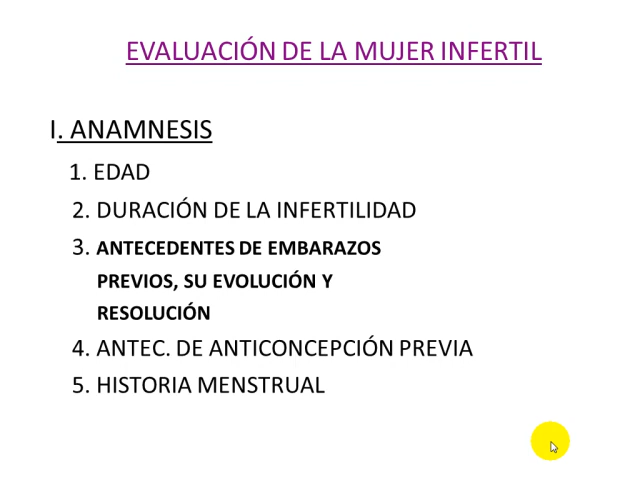 EVALUACIÓN DE LA MUJER INFERTIL
I. ANAMNESIS
1. EDAD
2. DURACIÓN DE LA INFERTILIDAD
3. ANTECEDENTES DE EMBARAZOS
PREVIOS, SU EVOLUCIÓN Y
RESOLUCIÓN
4. ANTEC. DE ANTICONCEPCIÓN PREVIA
5. HISTORIA MENSTRUAL